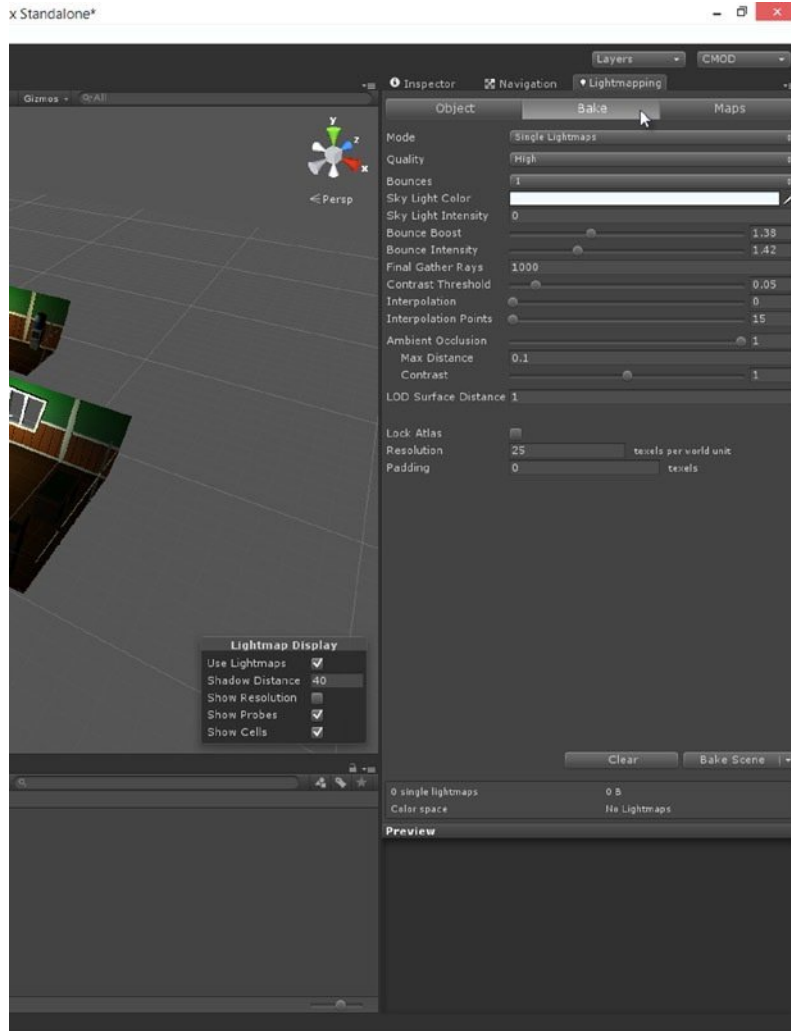 x Standalone*
Layers CMOD
Inspector Navigation Lightmapping
Gizmos All
Object Bake Maps
y
z
x
Persp
Mode Single Lightmaps
Quality High
Bounces 1
Sky Light Color
Sky Light Intensity 0
Bounce Boost 1.38
Bounce Intensity 1.42
Final Gather Rays 1000
Contrast Threshold 0.05
Interpolation 0
Interpolation Points 15
Ambient Occlusion 1
Max Distance 0.1
Contrast 1
LOD Surface Distance 1
Lock Atlas
Resolution 25 texels per world unit
Padding 0 texels
Lightmap Display
Use Lightmaps
Shadow Distance 40
Show Resolution
Show Probes
Show Cells
Clear Bake Scene
0 single lightmaps 0 B
Color space No Lightmaps
Preview